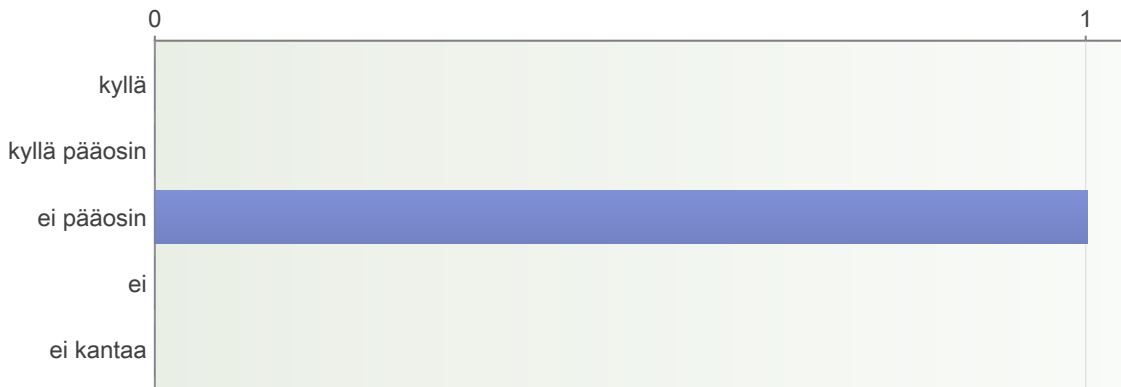 0 1
kyllä
kyllä pääosin
ei pääosin
ei
ei kantaa